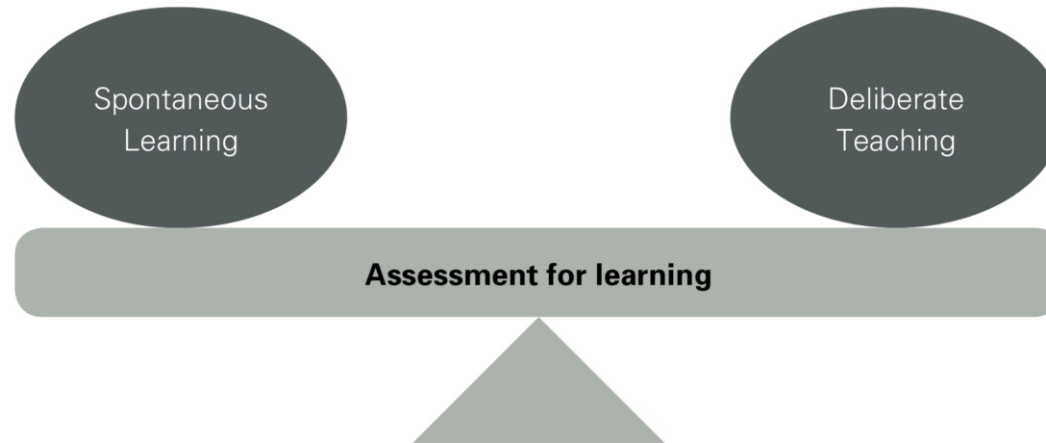 Spontaneous
Learning
Deliberate
Teaching
Assessment for learning